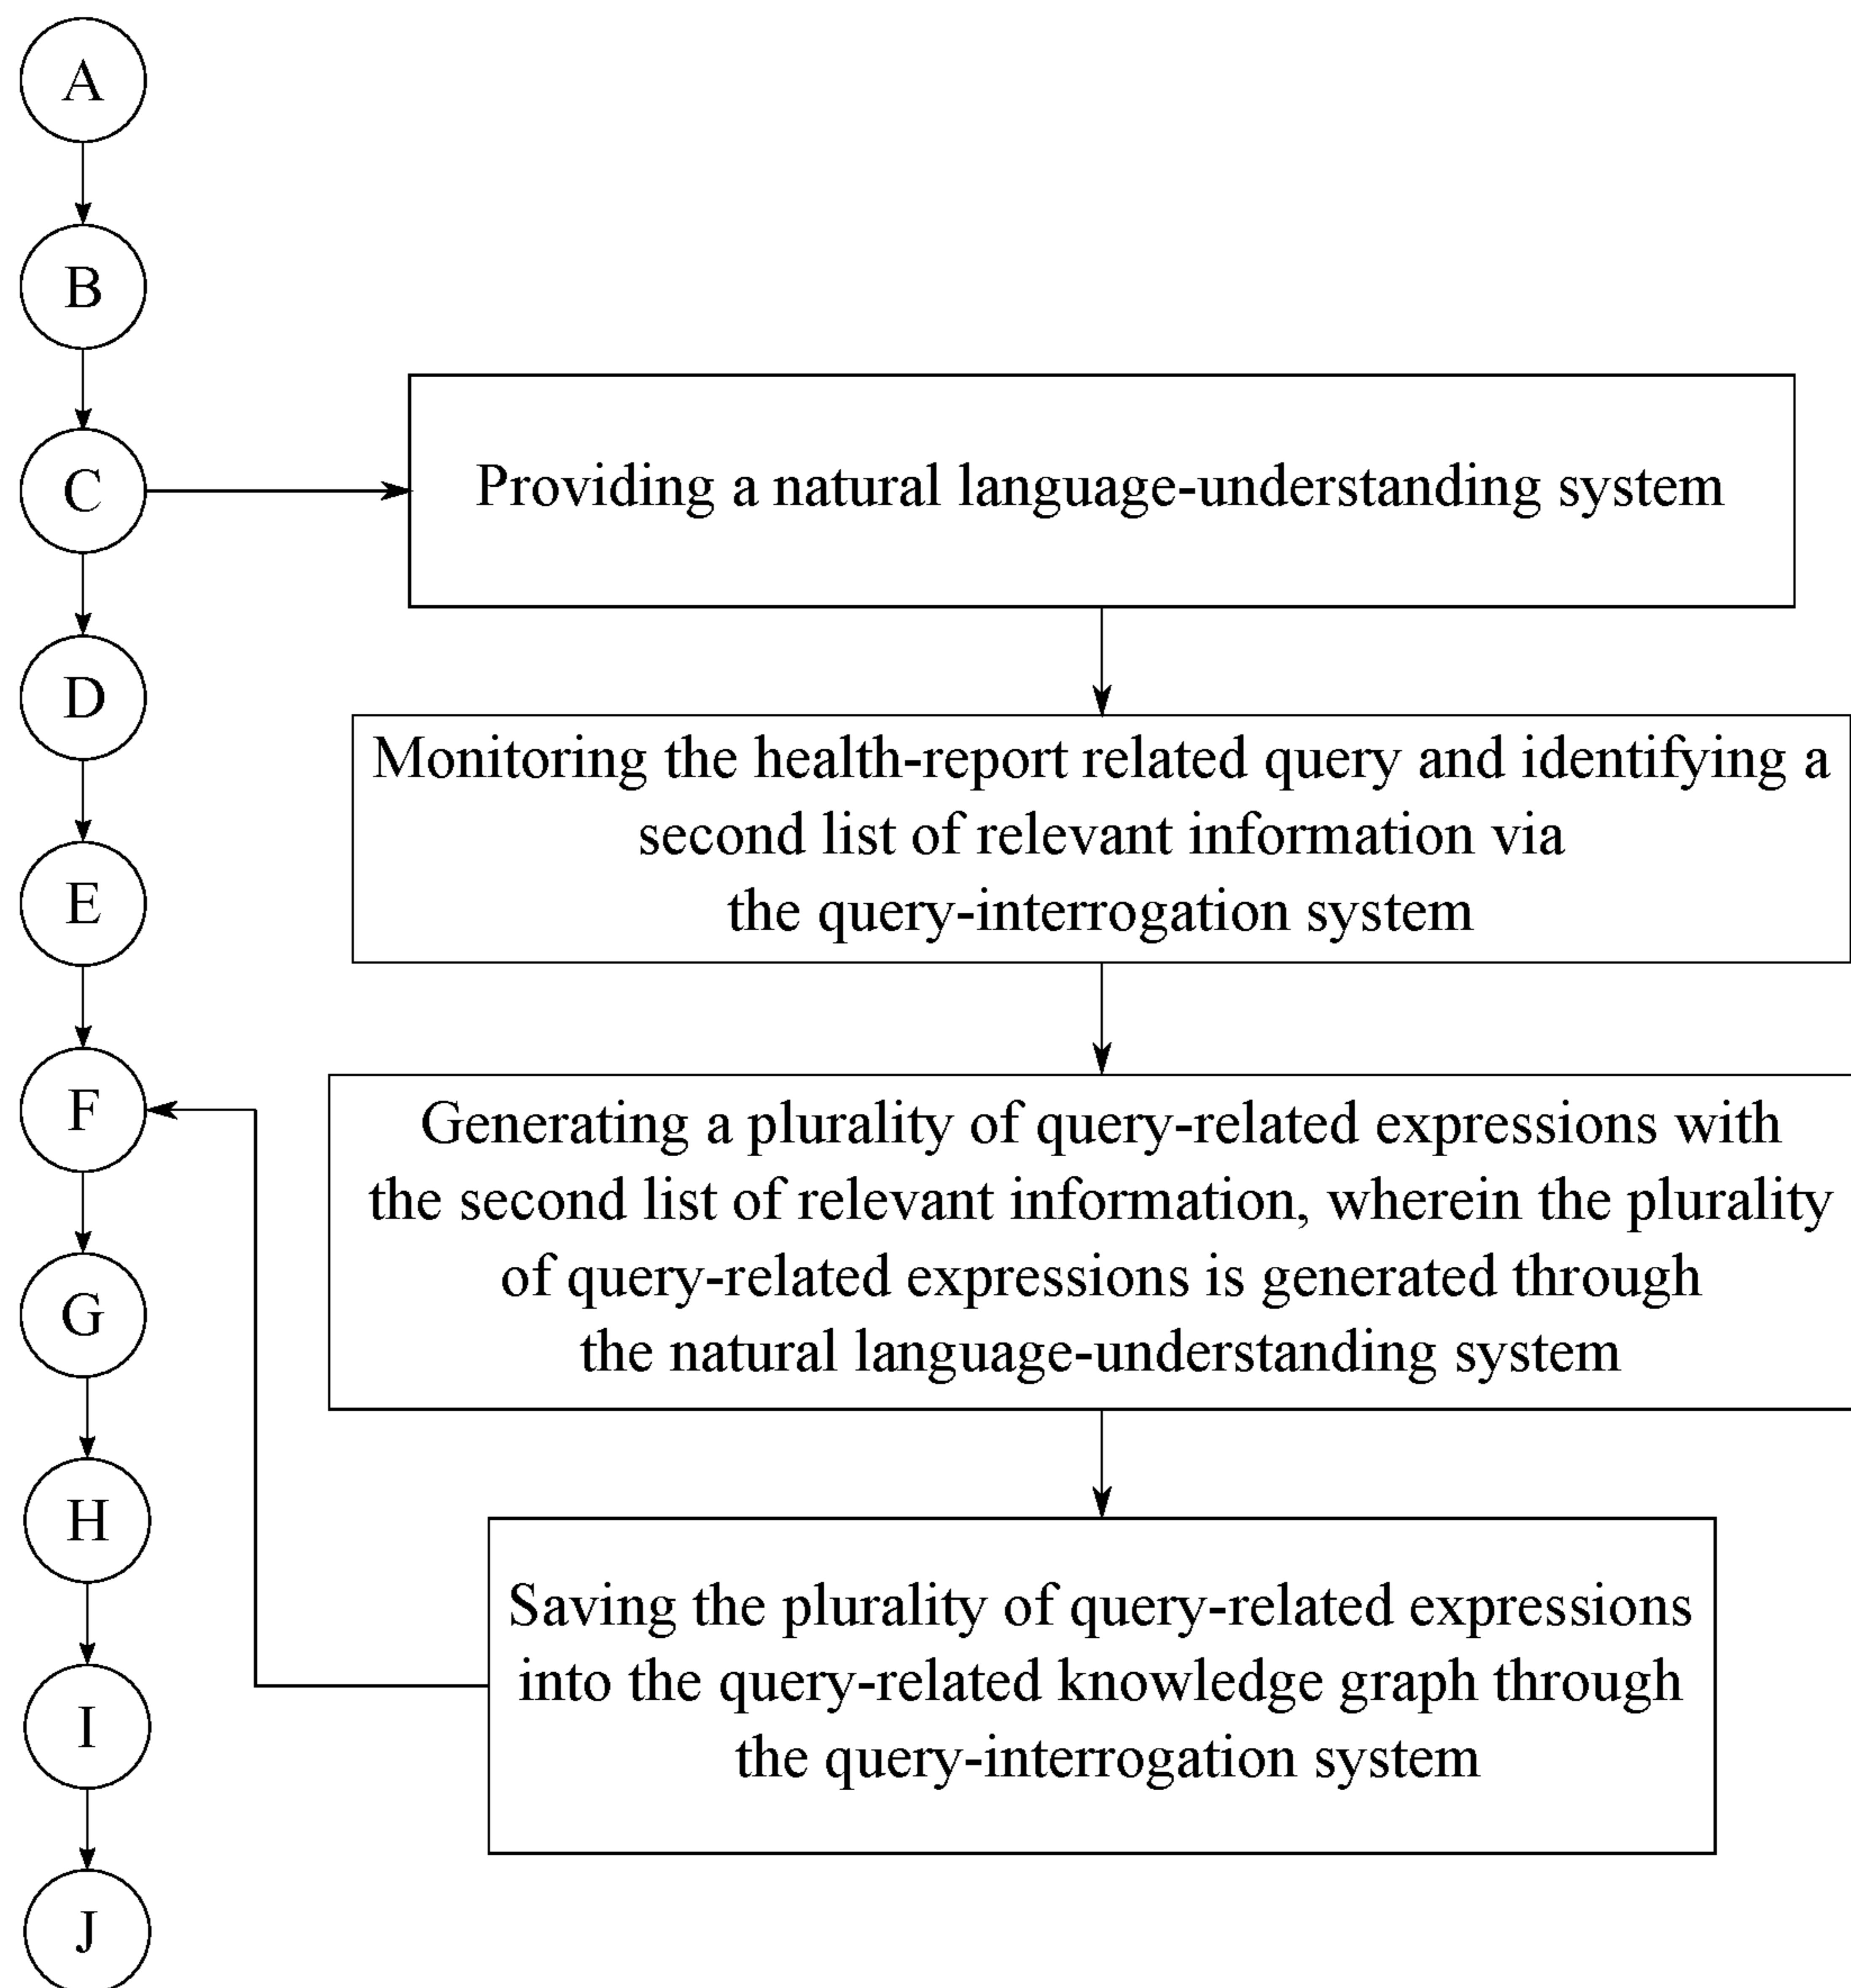 A
B
C
Providing a natural language-understanding system
D
Monitoring the health-report related query and identifying a
second list of relevant information via
the query-interrogation system
E
F
Generating a plurality of query-related expressions with
the second list of relevant information, wherein the plurality
of query-related expressions is generated through
the natural language-understanding system
G
H
Saving the plurality of query-related expressions
into the query-related knowledge graph through
the query-interrogation system
I
J